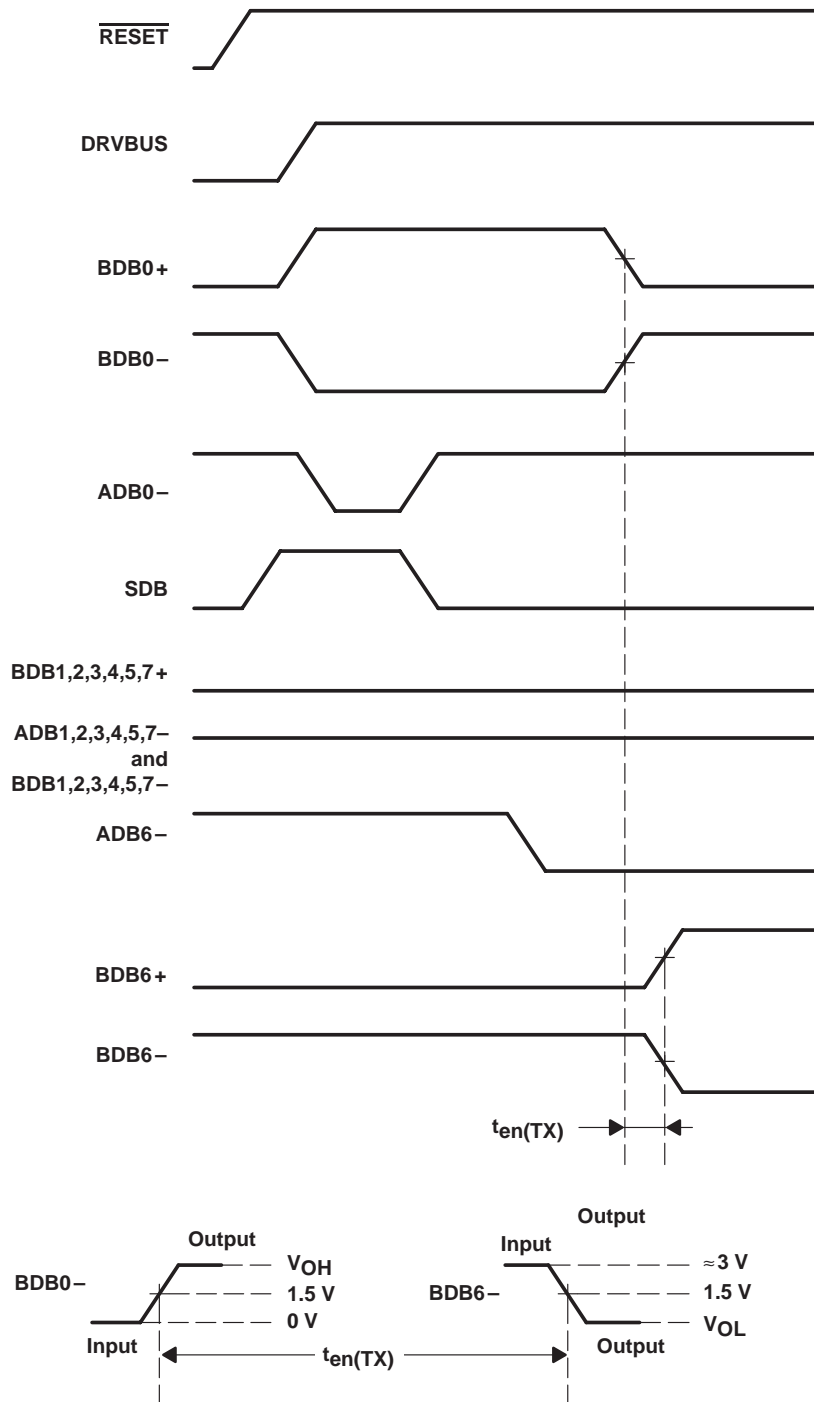 RESET
DRVBUS
BDB0+
BDB0–
ADB0–
SDB
BDB1,2,3,4,5,7+
ADB1,2,3,4,5,7–
and
BDB1,2,3,4,5,7–
ADB6–
BDB6+
BDB6–
ten(TX)
Output
Output
Input
BDB0–
VOH
1.5 V
0 V
Input
BDB6–
≈3 V
1.5 V
VOL
Output
ten(TX)